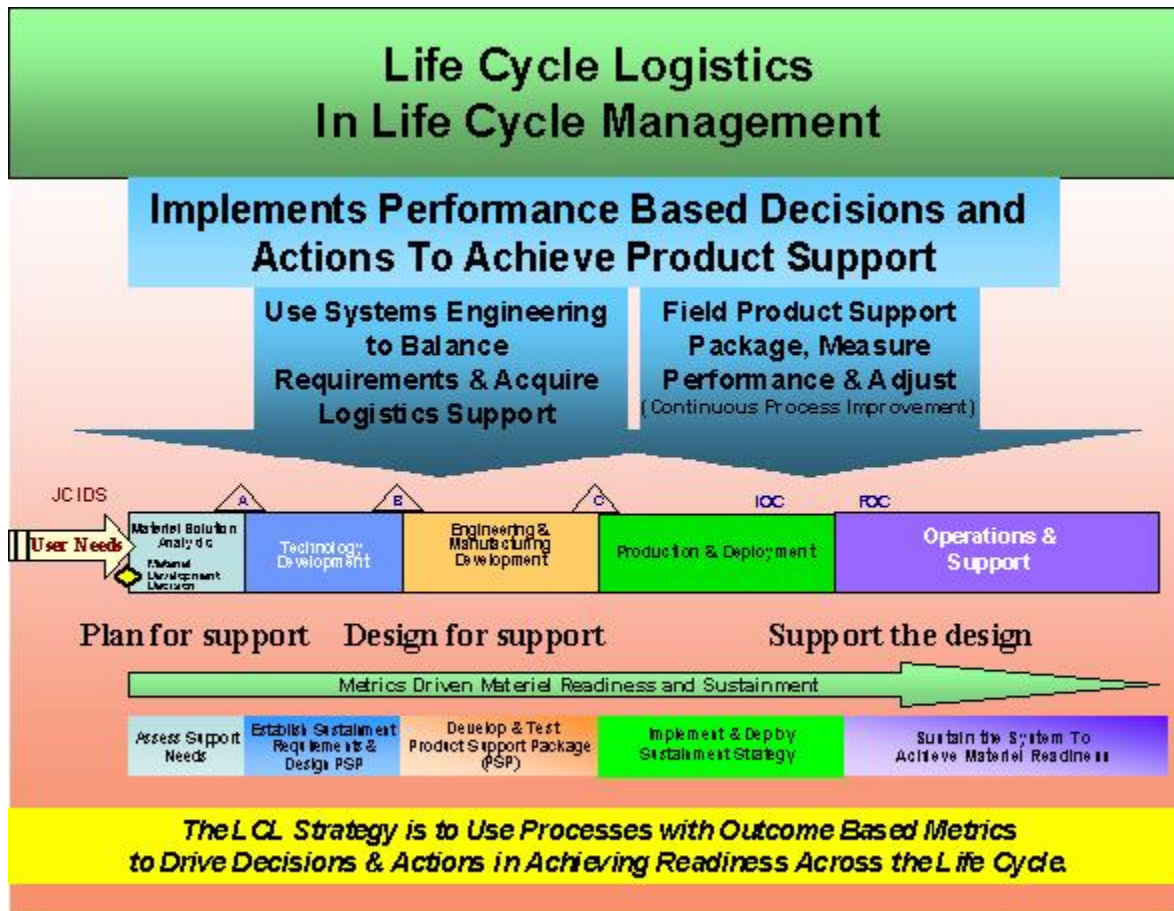 Life Cycle Logistics
In Life Cycle Management
Implements Performance Based Decisions and
Actions To Achieve Product Support
Use Systems Engineering
to Balance
Requirements & Acquire
Logistics Support
Field Product Support
Package, Measure
Performance & Adjust
(Continuous Process Improvement)
JCIDS
A
B
C
IOC
FOC
User Needs
Material Solution
Analysis
Material
Development
Decision
Technology
Development
Engineering &
Manufacturing
Development
Production & Deployment
Operations &
Support
Plan for support
Design for support
Support the design
Metrics Driven Materiel Readiness and Sustainment
Assess Support
Needs
Establish Sustainment
Requirements &
Design PSP
Develop & Test
Product Support Package
(PSP)
Implement & Deploy
Sustainment Strategy
Sustain the System To
Achieve Materiel Readiness
The LCL Strategy is to Use Processes with Outcome Based Metrics
to Drive Decisions & Actions in Achieving Readiness Across the Life Cycle.